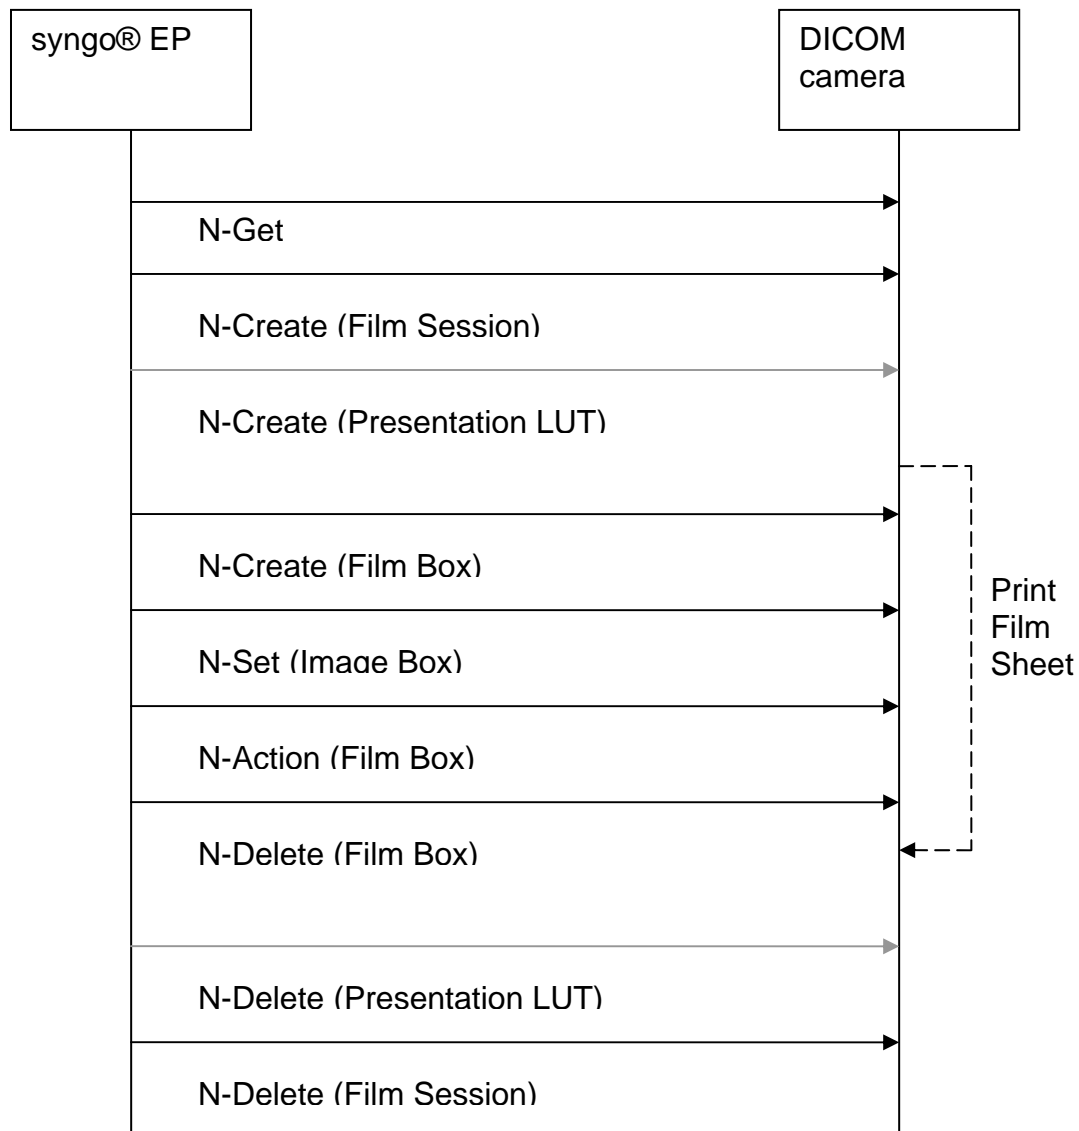 syngo® EP
DICOM
camera
N-Get
N-Create (Film Session)
N-Create (Presentation LUT)
N-Create (Film Box)
Print
Film
Sheet
N-Set (Image Box)
N-Action (Film Box)
N-Delete (Film Box)
N-Delete (Presentation LUT)
N-Delete (Film Session)